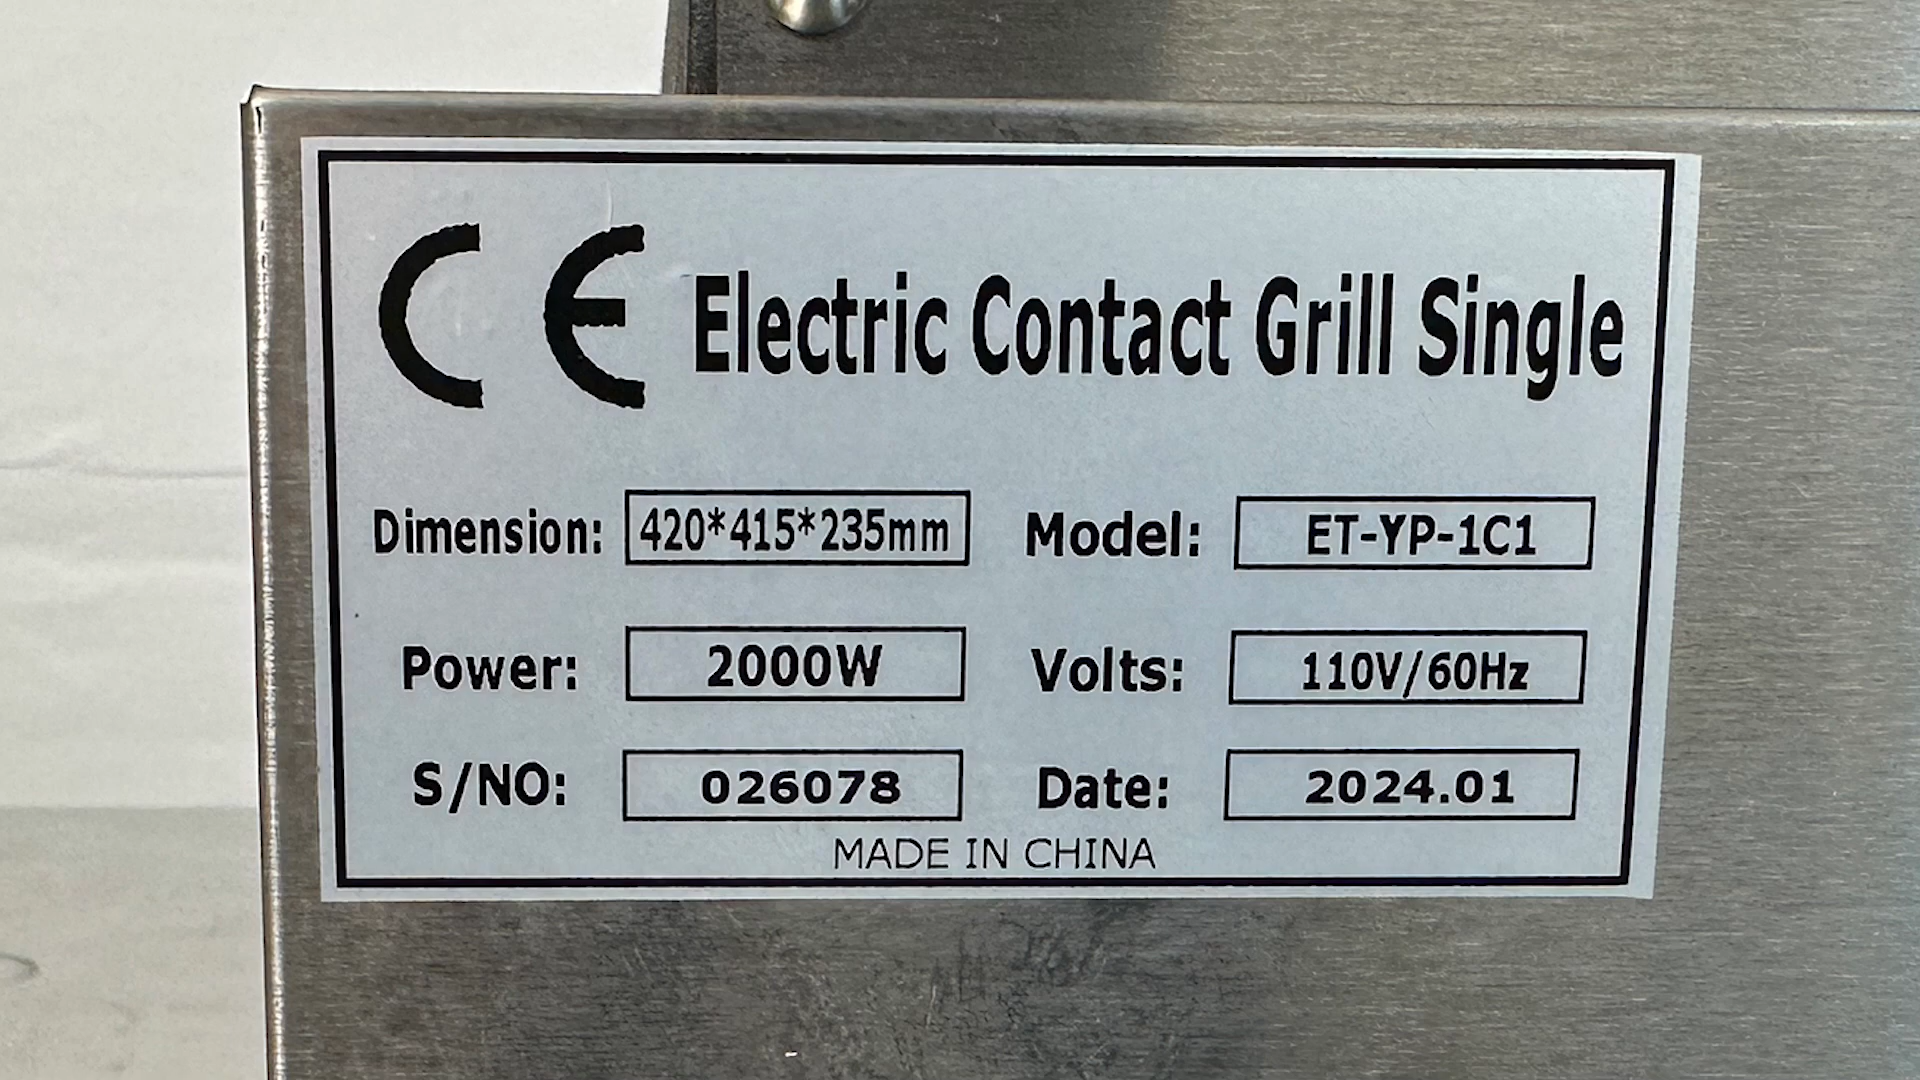 CE Electric Contact Grill Single
Dimension: 420*415*235mm Model: ET-YP-1C1
Power: 2000W Volts: 110V/60Hz
S/NO: 026078 Date: 2024.01
MADE IN CHINA